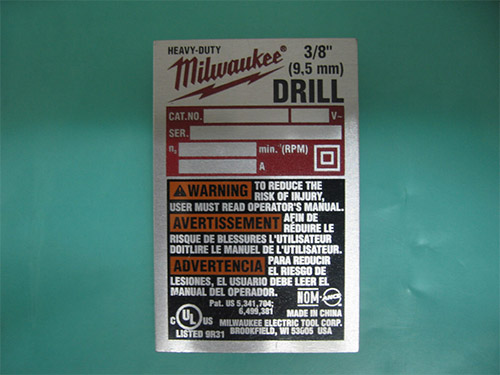 HEAVY-DUTY
Milwaukee® 3/8"
(9.5 mm)
DRILL
CAT.NO. V~
SER.
n₀ min.⁻¹(RPM)
A
WARNING TO REDUCE THE
RISK OF INJURY,
USER MUST READ OPERATOR'S MANUAL.
AVERTISSEMENT AFIN DE
RÉDUIRE LE
RISQUE DE BLESSURES L'UTILISATEUR
DOITLIRE LE MANUEL DE L'UTILISATEUR.
ADVERTENCIA PARA REDUCIR
EL RIESGO DE
LESIONES, EL USUARIO DEBE LEER EL
MANUAL DEL OPERADOR.
Pat. US 5,341,704;
6,499,381
NOM ANCE
C UL US
LISTED 9R31
MADE IN CHINA
MILWAUKEE ELECTRIC TOOL CORP.
BROOKFIELD, WI 53005 USA